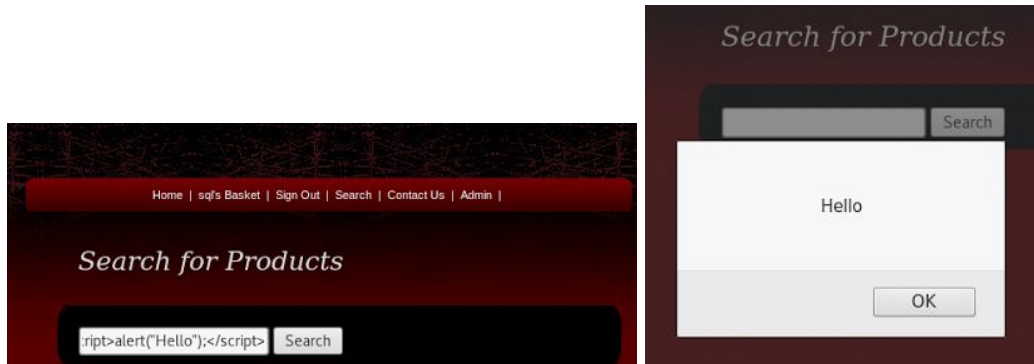 Home | sql's Basket | Sign Out | Search | Contact Us | Admin |
Search for Products
ript>alert("Hello");</script> Search
Search for Products
Search
Hello
OK